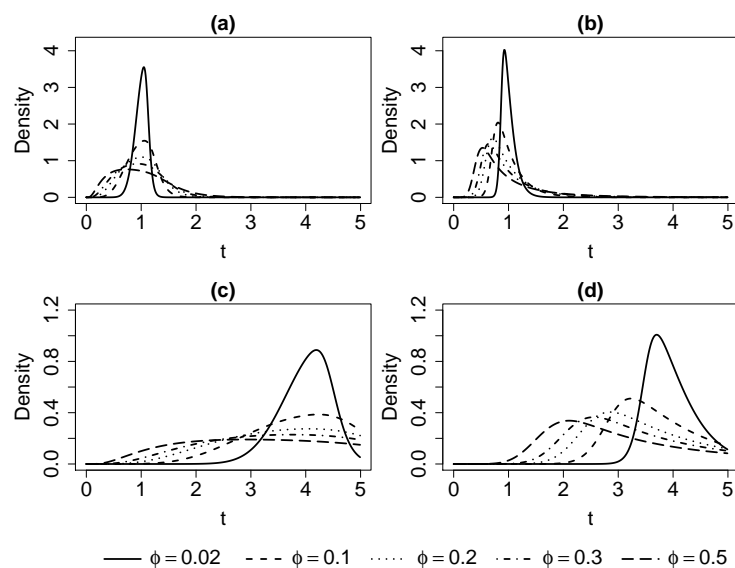 (a)
(b)
Density
0 1 2 3 4
0 1 2 3 4 5
t
Density
0 1 2 3 4
0 1 2 3 4 5
t
(c)
(d)
Density
0.0 0.4 0.8 1.2
0 1 2 3 4 5
t
Density
0.0 0.4 0.8 1.2
0 1 2 3 4 5
t
ϕ = 0.02 ϕ = 0.1 ϕ = 0.2 ϕ = 0.3 ϕ = 0.5